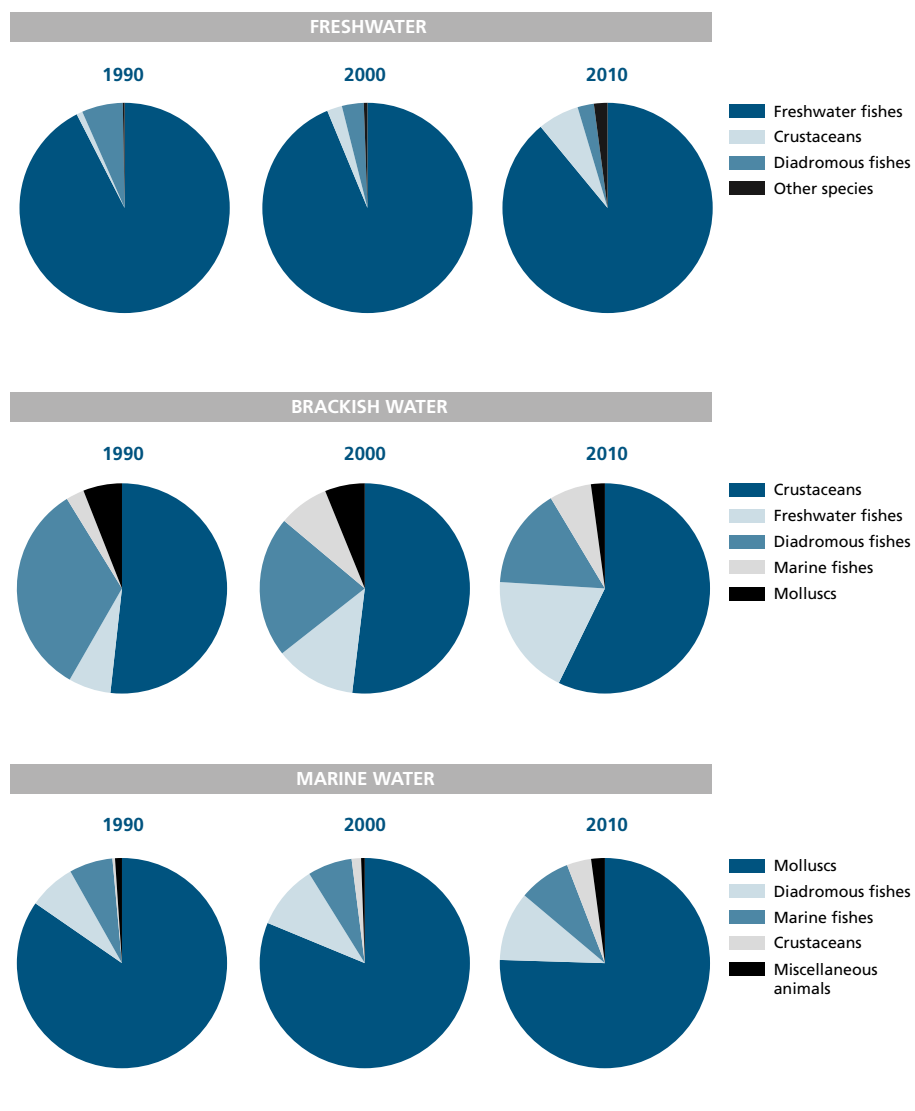 FRESHWATER
1990
2000
2010
Freshwater fishes
Crustaceans
Diadromous fishes
Other species
BRACKISH WATER
1990
2000
2010
Crustaceans
Freshwater fishes
Diadromous fishes
Marine fishes
Molluscs
MARINE WATER
1990
2000
2010
Molluscs
Diadromous fishes
Marine fishes
Crustaceans
Miscellaneous
animals